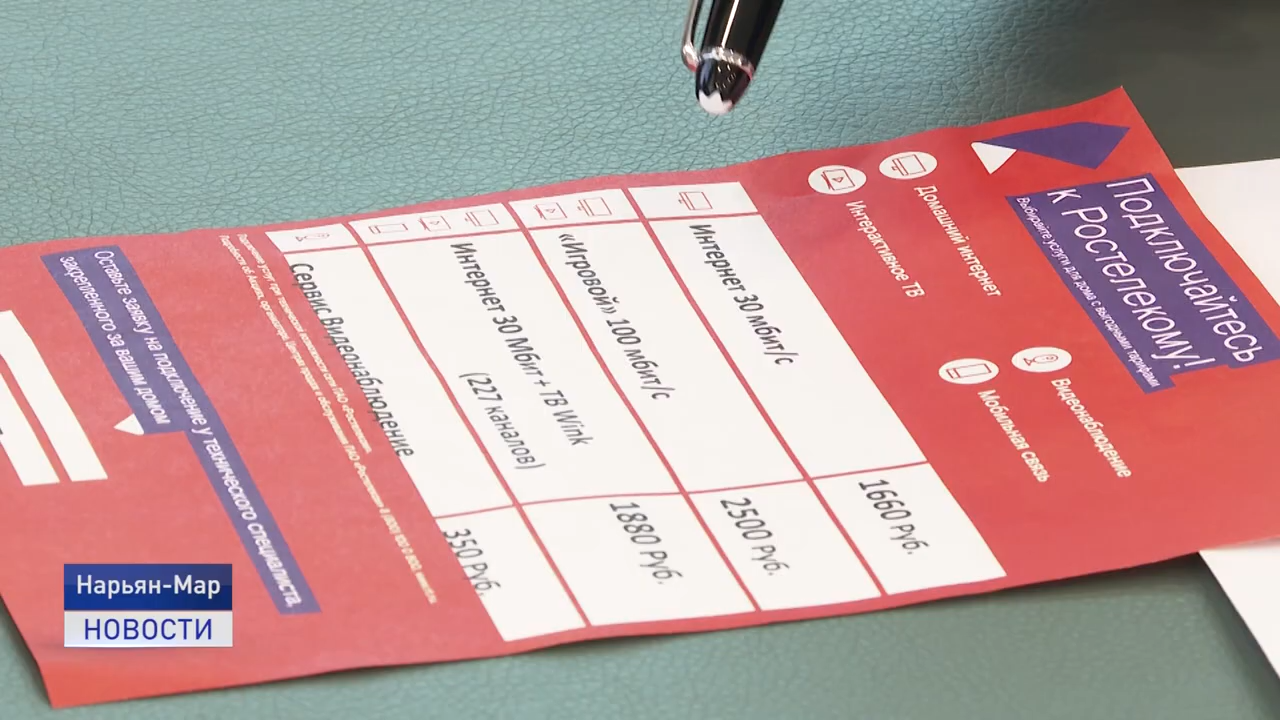 Подключайтесь
к Ростелекому!
Выбирайте услуги для дома с выгодными тарифами
Домашний интернет
Интерактивное ТВ
Видеонаблюдение
Мобильная связь
Интернет 30 мбит/с
1660 Руб.
«Игровой» 100 мбит/с
2500 Руб.
Интернет 30 Мбит + ТВ Wink
(227 каналов)
1880 Руб.
Сервис Видеонаблюдение
350 Руб.
Оставьте заявку на подключение у технического специалиста,
закрепленного за вашим домом
Нарьян-Мар
НОВОСТИ